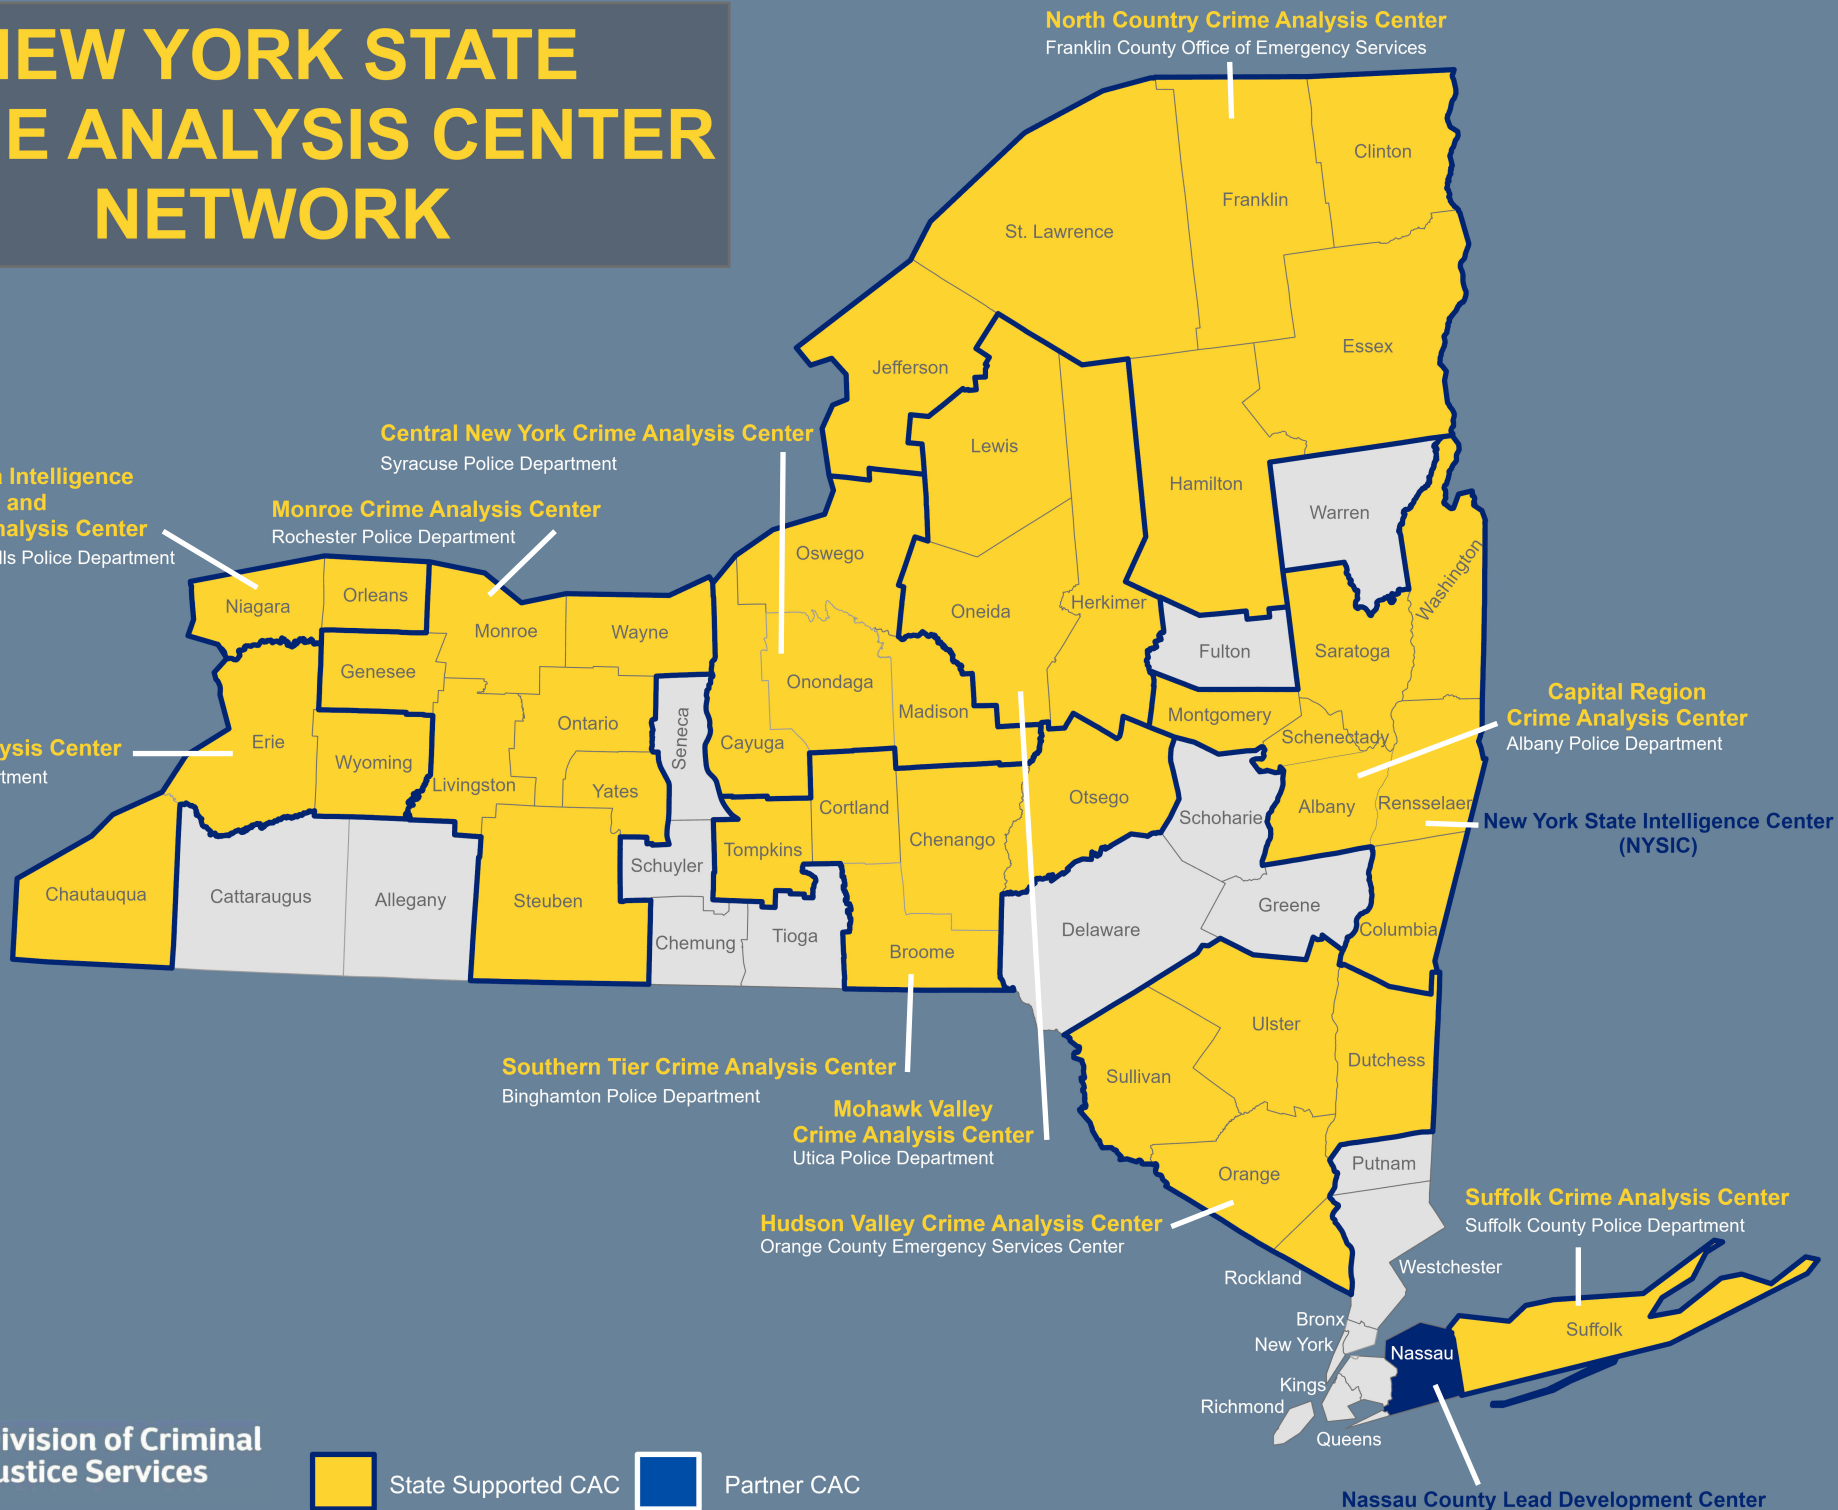 NEW YORK STATE
E ANALYSIS CENTER
NETWORK
North Country Crime Analysis Center
Franklin County Office of Emergency Services
Clinton
Franklin
St. Lawrence
Essex
Jefferson
Central New York Crime Analysis Center
Syracuse Police Department
Lewis
Hamilton
Warren
Intelligence
and
nalysis Center
lls Police Department
Monroe Crime Analysis Center
Rochester Police Department
Oswego
Washington
Niagara
Orleans
Oneida
Herkimer
Monroe
Wayne
Fulton
Saratoga
Genesee
Onondaga
Capital Region
Crime Analysis Center
Albany Police Department
Ontario
Seneca
Madison
Montgomery
Schenectady
Erie
Cayuga
ysis Center
rtment
Wyoming
Livingston
Yates
Otsego
Cortland
Albany
Rensselaer
Schoharie
New York State Intelligence Center
(NYSIC)
Chenango
Tompkins
Schuyler
Chautauqua
Cattaraugus
Allegany
Steuben
Greene
Delaware
Columbia
Chemung
Tioga
Broome
Ulster
Dutchess
Southern Tier Crime Analysis Center
Binghamton Police Department
Sullivan
Mohawk Valley
Crime Analysis Center
Utica Police Department
Putnam
Orange
Suffolk Crime Analysis Center
Suffolk County Police Department
Hudson Valley Crime Analysis Center
Orange County Emergency Services Center
Rockland
Westchester
Bronx
New York
Suffolk
Nassau
Kings
Richmond
Queens
ivision of Criminal
ustice Services
State Supported CAC
Partner CAC
Nassau County Lead Development Center